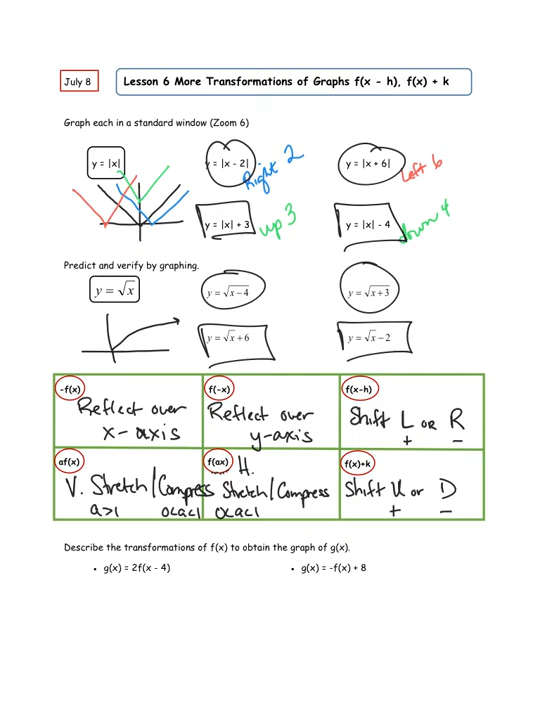 July 8
Lesson 6 More Transformations of Graphs f(x - h), f(x) + k
Graph each in a standard window (Zoom 6)
y = |x|
y = |x - 2|
Right 2
y = |x + 6|
Left 6
y = |x| + 3
up 3
y = |x| - 4
down 4
Predict and verify by graphing.
y = √x
y = √x-4
y = √x+3
y = √x + 6
y = √x - 2
-f(x)
Reflect over
x-axis
f(-x)
Reflect over
y-axis
f(x-h)
Shift L or R
+ -
af(x)
V. Stretch/Compress
a>1 0<a<1
f(ax)
H.
Stretch/Compress
0<a<1
f(x)+k
Shift U or D
+ -
Describe the transformations of f(x) to obtain the graph of g(x).
• g(x) = 2f(x - 4)
• g(x) = -f(x) + 8